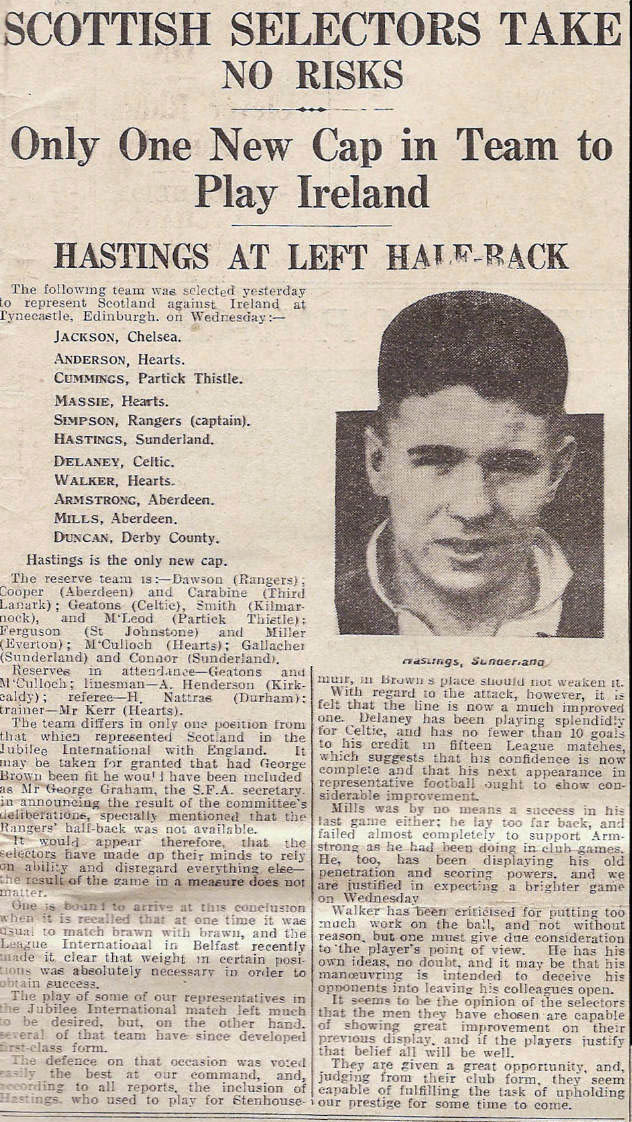 SCOTTISH SELECTORS TAKE
NO RISKS
Only One New Cap in Team to
Play Ireland
HASTINGS AT LEFT HALF-BACK
The following team was selected yesterday
to represent Scotland against Ireland at
Tynecastle, Edinburgh, on Wednesday:—
JACKSON, Chelsea.
ANDERSON, Hearts.
CUMMINGS, Partick Thistle.
MASSIE, Hearts.
SIMPSON, Rangers (captain).
HASTINGS, Sunderland.
DELANEY, Celtic.
WALKER, Hearts.
ARMSTRONG, Aberdeen.
MILLS, Aberdeen.
DUNCAN, Derby County.
Hastings is the only new cap.
The reserve team is:—Dawson (Rangers);
Cooper (Aberdeen) and Carabine (Third
Lanark); Geatons (Celtic), Smith (Kilmar-
nock), and M'Leod (Partick Thistle);
Ferguson (St Johnstone) and Miller
(Everton); M'Culloch (Hearts); Gallacher
(Sunderland) and Connor (Sunderland).
Reserves in attendance—Geatons and
M'Culloch; linesman—A. Henderson (Kirk-
caldy); referee—H Nattras (Durham);
trainer—Mr Kerr (Hearts).
The team differs in only one position from
that which represented Scotland in the
Jubilee International with England. It
may be taken for granted that had George
Brown been fit he would have been included
as Mr George Graham, the S.F.A. secretary,
in announcing the result of the committee's
deliberations, specially mentioned that the
Rangers' half-back was not available.
It would appear therefore, that the
selectors have made up their minds to rely
on ability and disregard everything else—
the result of the game in a measure does not
matter.
One is bound to arrive at this conclusion
when it is recalled that at one time it was
usual to match brawn with brawn, and the
League International in Belfast recently
made it clear that weight in certain posi-
tions was absolutely necessary in order to
obtain success.
The play of some of our representatives in
the Jubilee International match left much
to be desired, but, on the other hand,
several of that team have since developed
first-class form.
The defence on that occasion was voted
easily the best at our command, and,
according to all reports, the inclusion of
Hastings, who used to play for Stenhouse-
Hastings, Sunderland
muir, in Brown's place should not weaken it.
With regard to the attack, however, it is
felt that the line is now a much improved
one. Delaney has been playing splendidly
for Celtic, and has no fewer than 10 goals
to his credit in fifteen League matches,
which suggests that his confidence is now
complete and that his next appearance in
representative football ought to show con-
siderable improvement.
Mills was by no means a success in his
last game either; he lay too far back, and
failed almost completely to support Arm-
strong as he had been doing in club games.
He, too, has been displaying his old
penetration and scoring powers, and we
are justified in expecting a brighter game
on Wednesday
Walker has been criticised for putting too
much work on the ball, and not without
reason, but one must give due consideration
to the player's point of view. He has his
own ideas, no doubt, and it may be that his
manœuvring is intended to deceive his
opponents into leaving his colleagues open.
It seems to be the opinion of the selectors
that the men they have chosen are capable
of showing great improvement on their
previous display, and if the players justify
that belief all will be well.
They are given a great opportunity, and,
judging from their club form, they seem
capable of fulfilling the task of upholding
our prestige for some time to come.